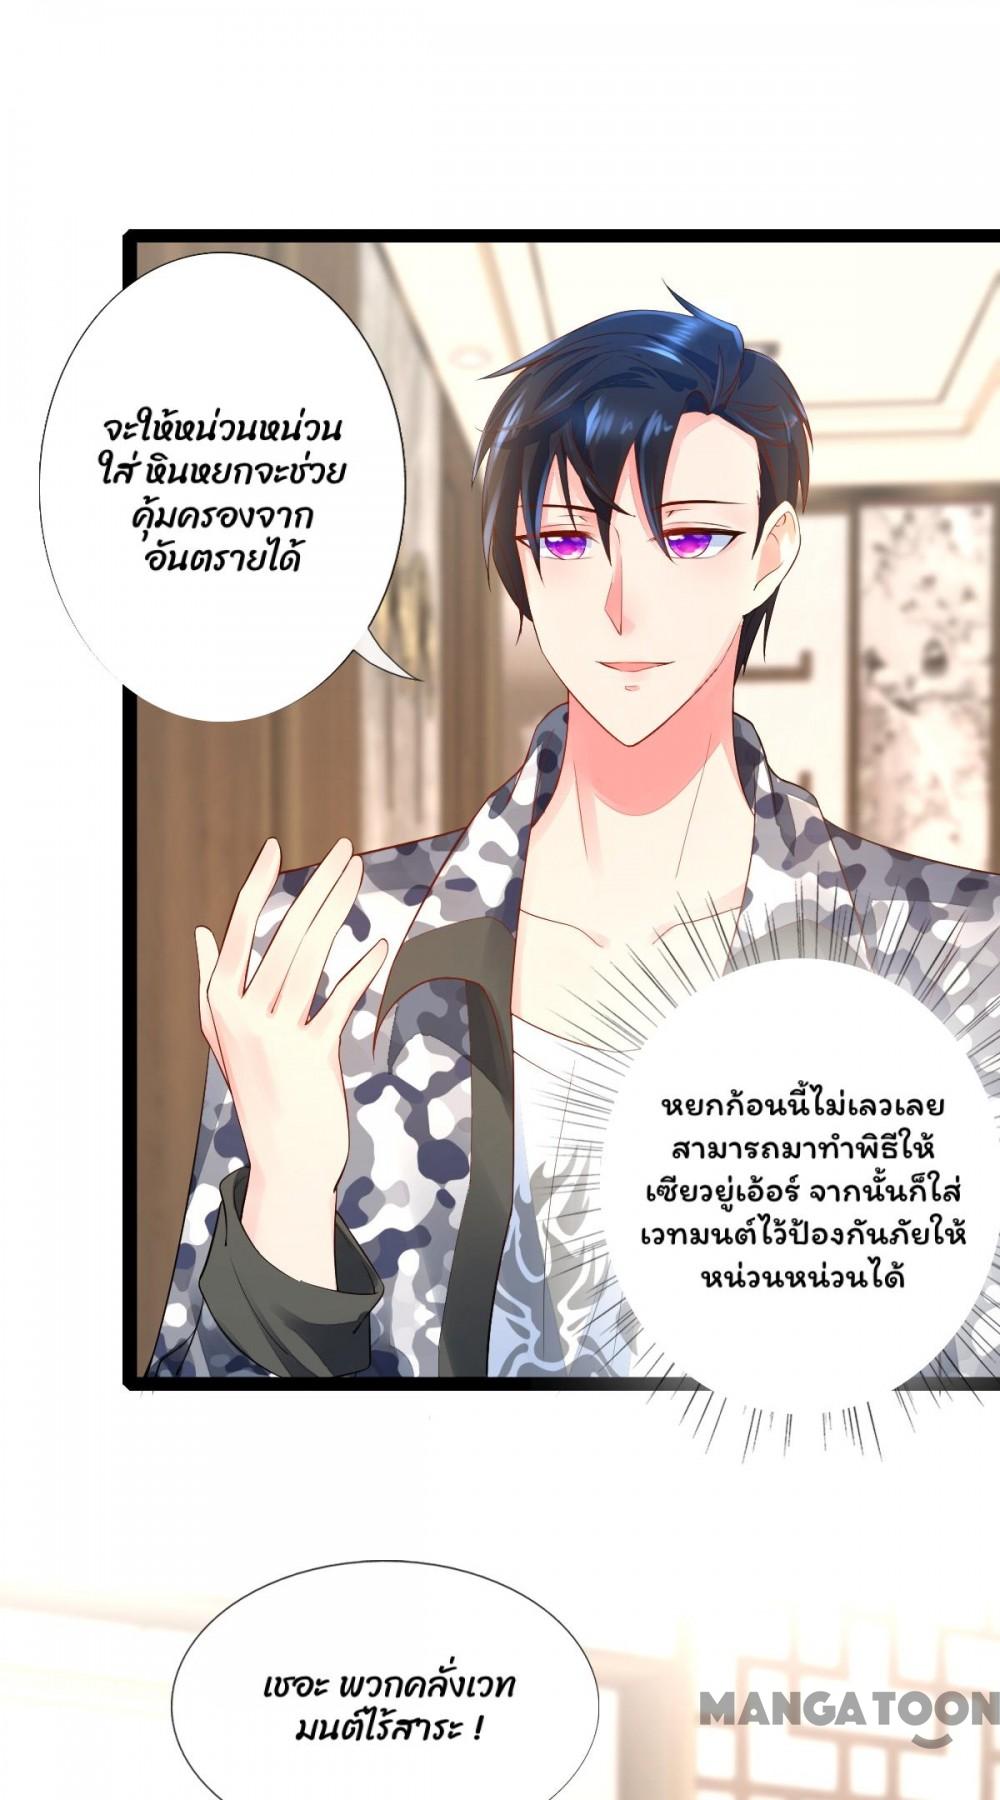 จะให้หน่วนหน่วน
ใส่ หินหยกจะช่วย
คุ้มครองจาก
อันตรายได้
หยกก้อนนี้ไม่เลวเลย
สามารถมาทำพิธีให้
เซียวยู่เอ้อร์ จากนั้นก็ใส่
เวทมนต์ไว้ป้องกันภัยให้
หน่วนหน่วนได้
เชอะ พวกคลั่งเวท
มนต์ไร้สาระ !
MANGATOON